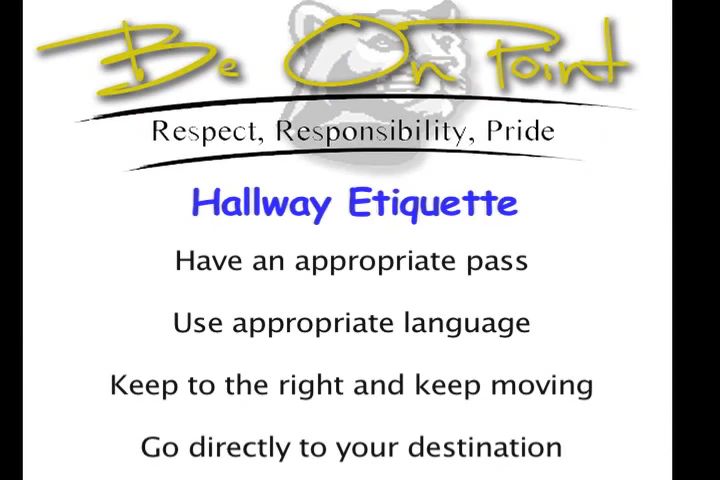 Be On Point
Respect, Responsibility, Pride
Hallway Etiquette
Have an appropriate pass
Use appropriate language
Keep to the right and keep moving
Go directly to your destination